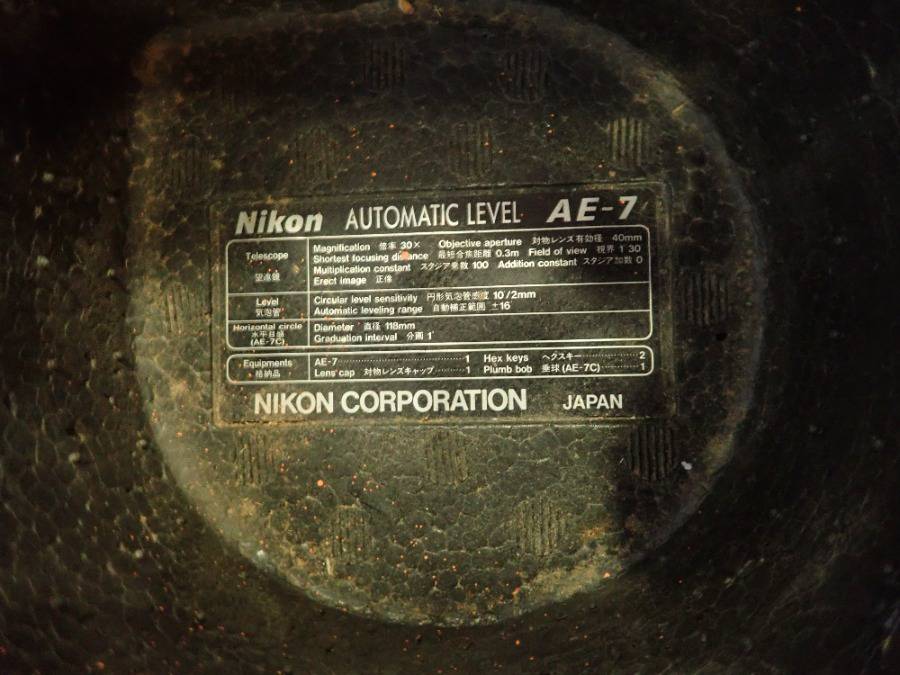 Nikon AUTOMATIC LEVEL AE-7
Telescope
望遠鏡
Magnification 倍率 30× Objective aperture 対物レンズ有効径 40mm
Shortest focusing distance 最短合焦距離 0.3m Field of view 視界 1 30
Multiplication constant スタジア乗数 100 Addition constant スタジア加数 0
Erect image 正像
Level
気泡管
Circular level sensitivity 円形気泡管感度 10/2mm
Automatic leveling range 自動補正範囲 ±16
Horizontal circle
水平目盛
(AE-7C)
Diameter 直径 118mm
Graduation interval 分画 1
Equipments
格納品
AE-7 1 Hex keys ヘクスキー 2
Lens cap 対物レンズキャップ 1 Plumb bob 垂球 (AE-7C) 1
NIKON CORPORATION JAPAN